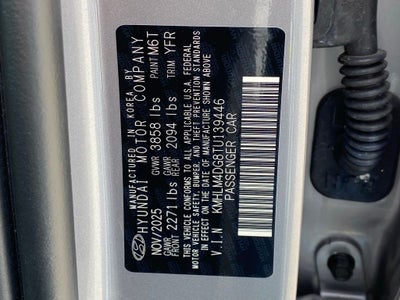 MANUFACTURED IN KOREA, BY
HYUNDAI MOTOR COMPANY
NOV/2025 GVWR 3858 lbs PAINT M6T
GAWR FRONT 2271 lbs GAWR REAR 2094 lbs TRIM YFR
THIS VEHICLE CONFORMS TO ALL APPLICABLE U.S.A. FEDERAL
MOTOR VEHICLE SAFETY, BUMPER, AND THEFT PREVENTION STANDARDS
IN EFFECT ON THE DATE OF MANUFACTURE SHOWN ABOVE
V.I.N KMHLM4DG8TU139446
PASSENGER CAR